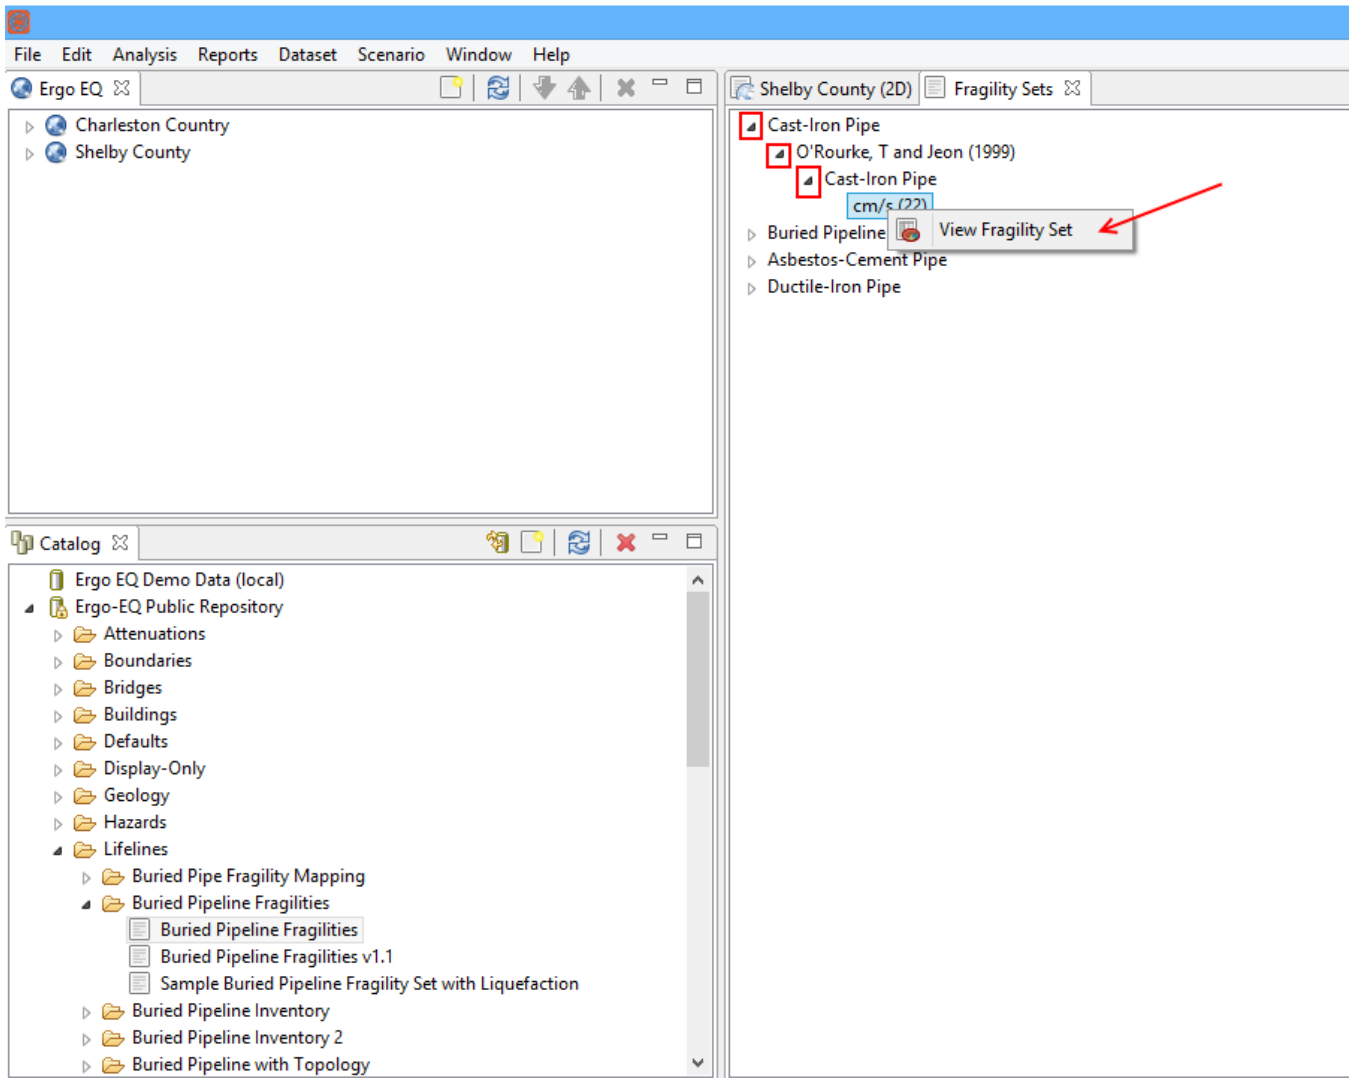 File Edit Analysis Reports Dataset Scenario Window Help
Ergo EQ
Charleston Country
Shelby County
Shelby County (2D) Fragility Sets
Cast-Iron Pipe
O'Rourke, T and Jeon (1999)
Cast-Iron Pipe
cm/s (22)
View Fragility Set
Buried Pipeline
Asbestos-Cement Pipe
Ductile-Iron Pipe
Catalog
Ergo EQ Demo Data (local)
Ergo-EQ Public Repository
Attenuations
Boundaries
Bridges
Buildings
Defaults
Display-Only
Geology
Hazards
Lifelines
Buried Pipe Fragility Mapping
Buried Pipeline Fragilities
Buried Pipeline Fragilities
Buried Pipeline Fragilities v1.1
Sample Buried Pipeline Fragility Set with Liquefaction
Buried Pipeline Inventory
Buried Pipeline Inventory 2
Buried Pipeline with Topology